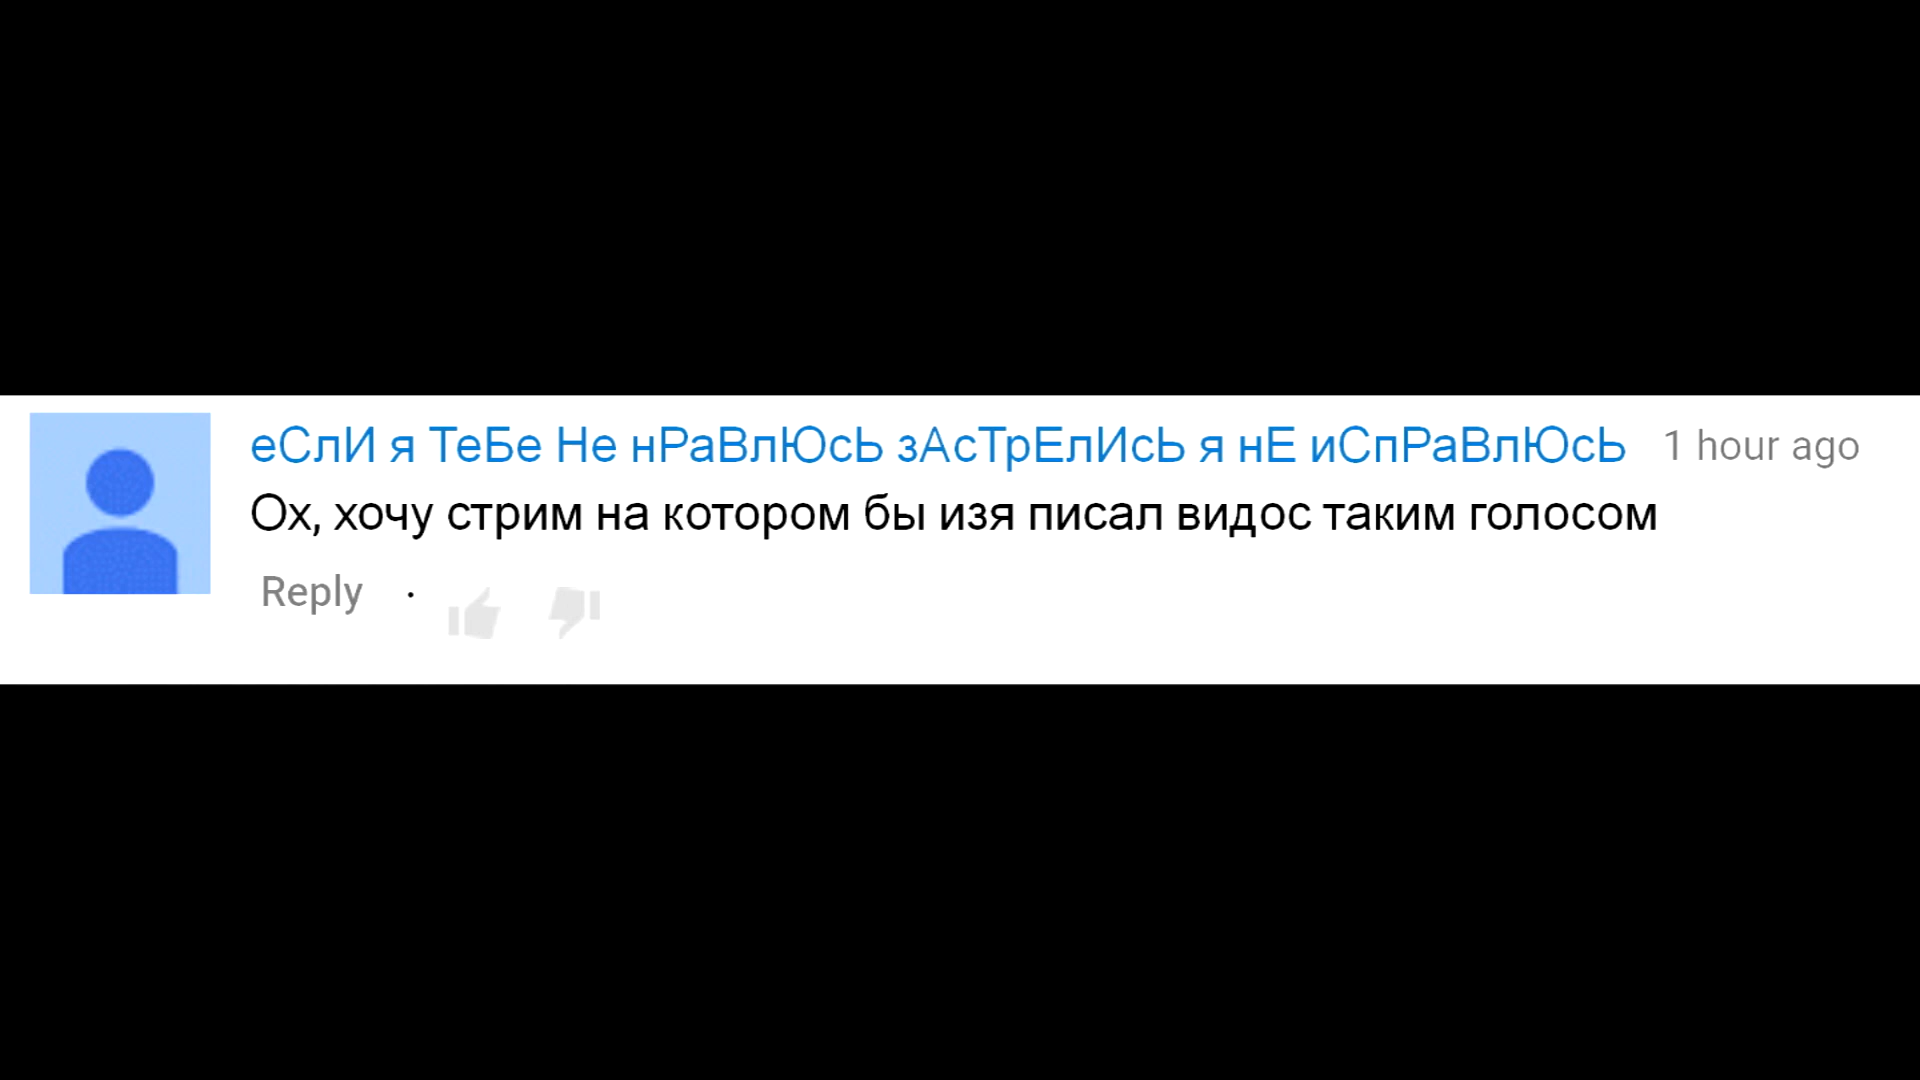 еСлИ я ТеБе Не нРаВлЮсЬ зАсТрЕлИсЬ я нЕ иСпРаВлЮсЬ 1 hour ago
Ох, хочу стрим на котором бы изя писал видос таким голосом
Reply ·